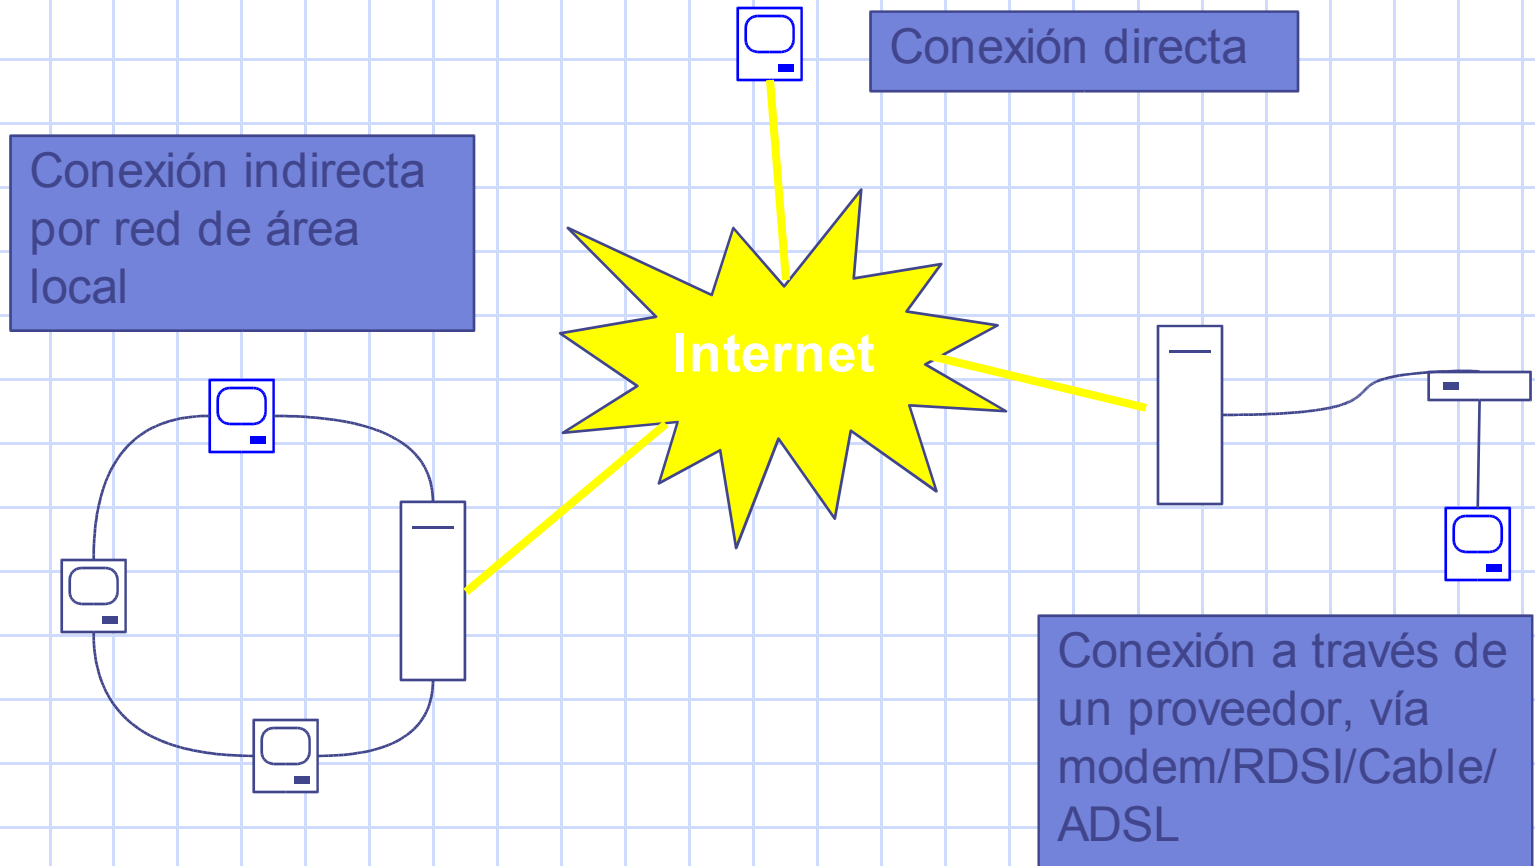 Conexión directa
Conexión indirecta
por red de área
local
Internet
Conexión a través de
un proveedor, vía
modem/RDSI/Cable/
ADSL